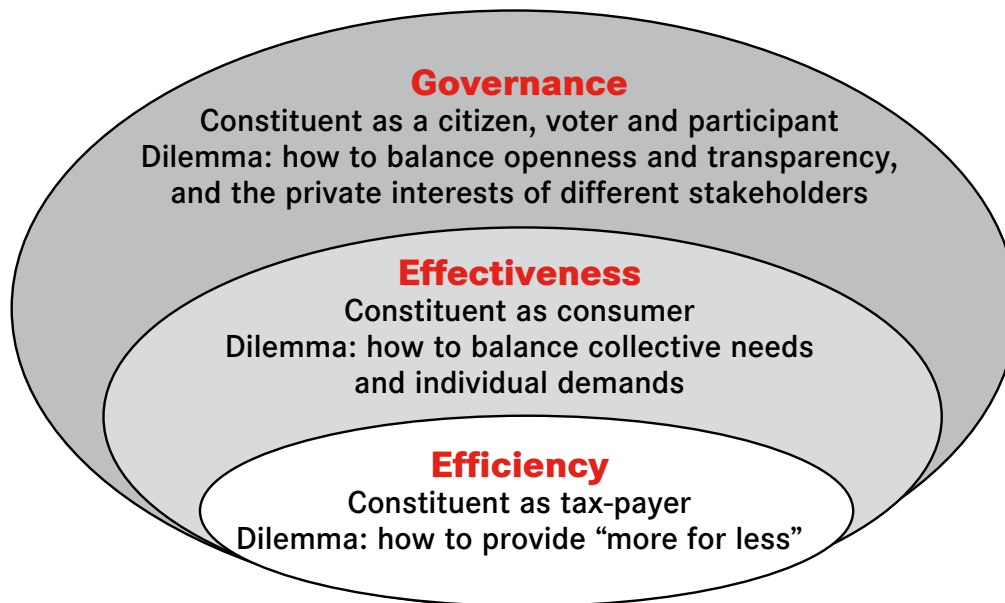 Governance
Constituent as a citizen, voter and participant
Dilemma: how to balance openness and transparency,
and the private interests of different stakeholders
Effectiveness
Constituent as consumer
Dilemma: how to balance collective needs
and individual demands
Efficiency
Constituent as tax-payer
Dilemma: how to provide “more for less”